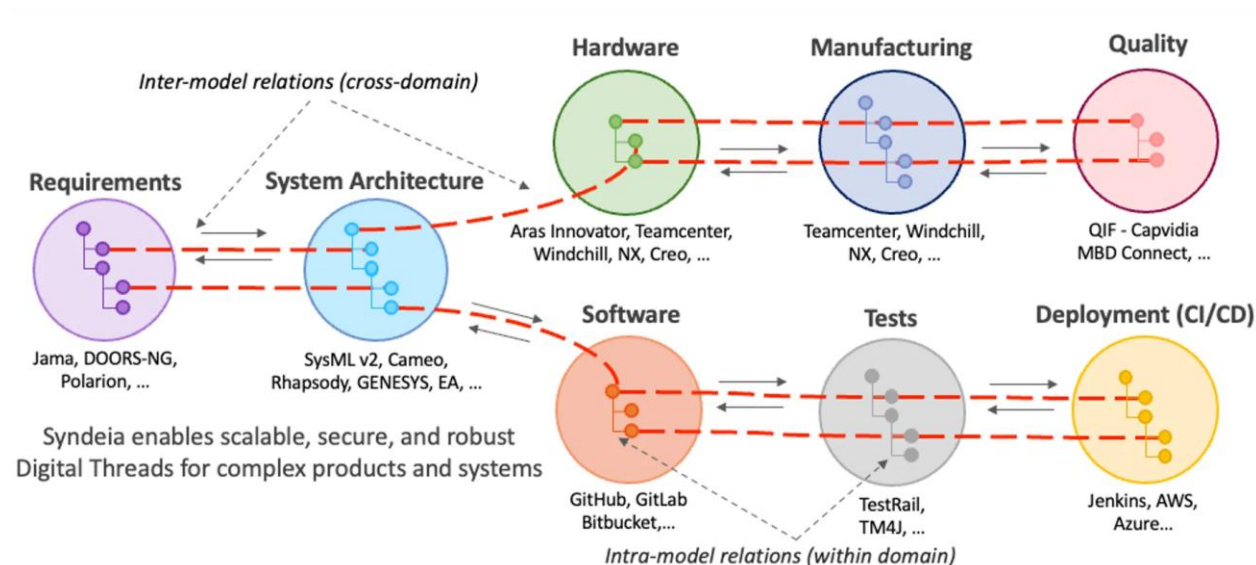 Hardware
Manufacturing
Quality
Inter-model relations (cross-domain)
Requirements
System Architecture
Aras Innovator, Teamcenter,
Windchill, NX, Creo, ...
Teamcenter, Windchill,
NX, Creo, ...
QIF - Capvidia
MBD Connect, ...
Software
Tests
Deployment (CI/CD)
Jama, DOORS-NG,
Polarion, ...
SysML v2, Cameo,
Rhapsody, GENESYS, EA, ...
Syndeia enables scalable, secure, and robust
Digital Threads for complex products and systems
GitHub, GitLab
Bitbucket,...
TestRail,
TM4J, ...
Jenkins, AWS,
Azure...
Intra-model relations (within domain)